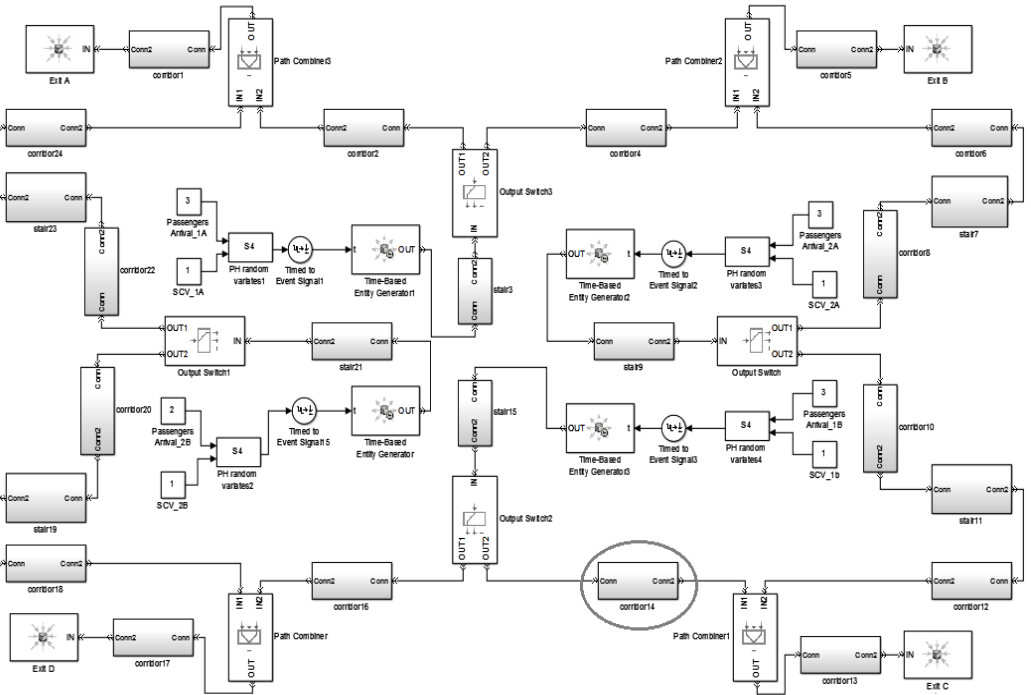 Exit A
IN
Conn2
Conn
corridor1
OUT
IN1
IN2
Path Combiner3
Path Combiner2
OUT
IN1
IN2
Conn
Conn2
corridor5
IN
Exit B
Conn
Conn2
corridor24
Conn2
Conn
corridor2
Conn
Conn2
corridor4
Conn2
Conn
corridor6
OUT1
OUT2
IN
Output Switch3
Conn2
Conn
stair23
Conn2
Conn
corridor22
3
Passengers
Arrival_1A
1
SCV_1A
S4
PH random
variates1
Timed to
Event Signal1
t
OUT
Time-Based
Entity Generator1
Conn2
Conn
stair3
OUT
t
Time-Based
Entity Generator2
Timed to
Event Signal2
S4
PH random
variates3
3
Passengers
Arrival_2A
1
SCV_2A
Conn2
Conn
corridor8
Conn
Conn2
stair7
OUT1
OUT2
IN
Output Switch1
Conn2
Conn
stair21
Conn
Conn2
stair9
IN
OUT1
OUT2
Output Switch
Conn
Conn2
corridor20
2
Passengers
Arrival_2B
1
SCV_2B
S4
PH random
variates2
Timed to
Event Signal15
t
OUT
Time-Based
Entity Generator
Conn
Conn2
stair15
OUT
t
Time-Based
Entity Generator3
Timed to
Event Signal3
S4
PH random
variates4
3
Passengers
Arrival_1B
1
SCV_1b
Conn
Conn2
corridor10
Conn2
Conn
stair19
IN
OUT1
OUT2
Output Switch2
Conn
Conn2
stair11
Conn
Conn2
corridor18
Conn2
Conn
corridor16
Conn
Conn2
corridor14
Conn2
Conn
corridor12
IN
Exit D
Conn2
Conn
corridor17
IN1
IN2
OUT
Path Combiner
Path Combiner1
IN1
IN2
OUT
Conn
Conn2
corridor13
IN
Exit C